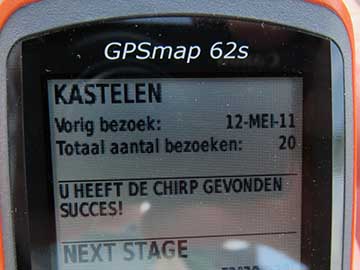 GPSmap 62s
KASTELEN
Vorig bezoek: 12-MEI-11
Totaal aantal bezoeken: 20
U HEEFT DE CHIRP GEVONDEN
SUCCES!
NEXT STAGE